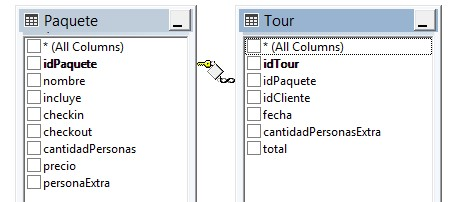 Paquete
* (All Columns)
idPaquete
nombre
incluye
checkin
checkout
cantidadPersonas
precio
personaExtra
Tour
* (All Columns)
idTour
idPaquete
idCliente
fecha
cantidadPersonasExtra
total